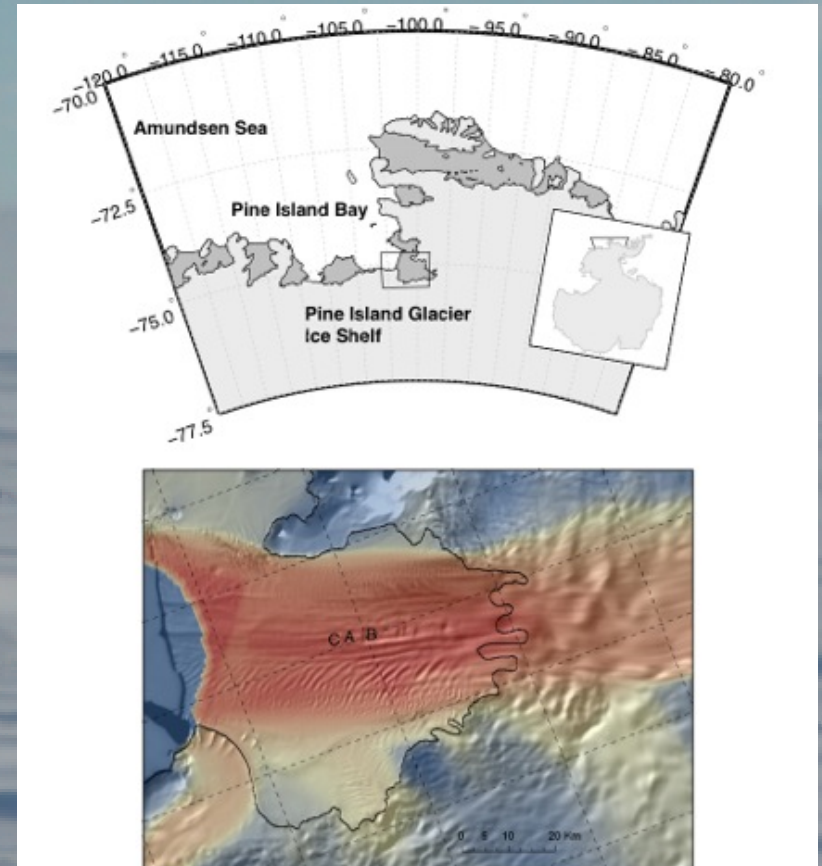 −120.0° −115.0° −110.0° −105.0° −100.0° −95.0° −90.0° −85.0° −80.0°
−70.0°
Amundsen Sea
−72.5°
Pine Island Bay
−75.0°
Pine Island Glacier
Ice Shelf
−77.5°
C A B
0 5 10 20 Km